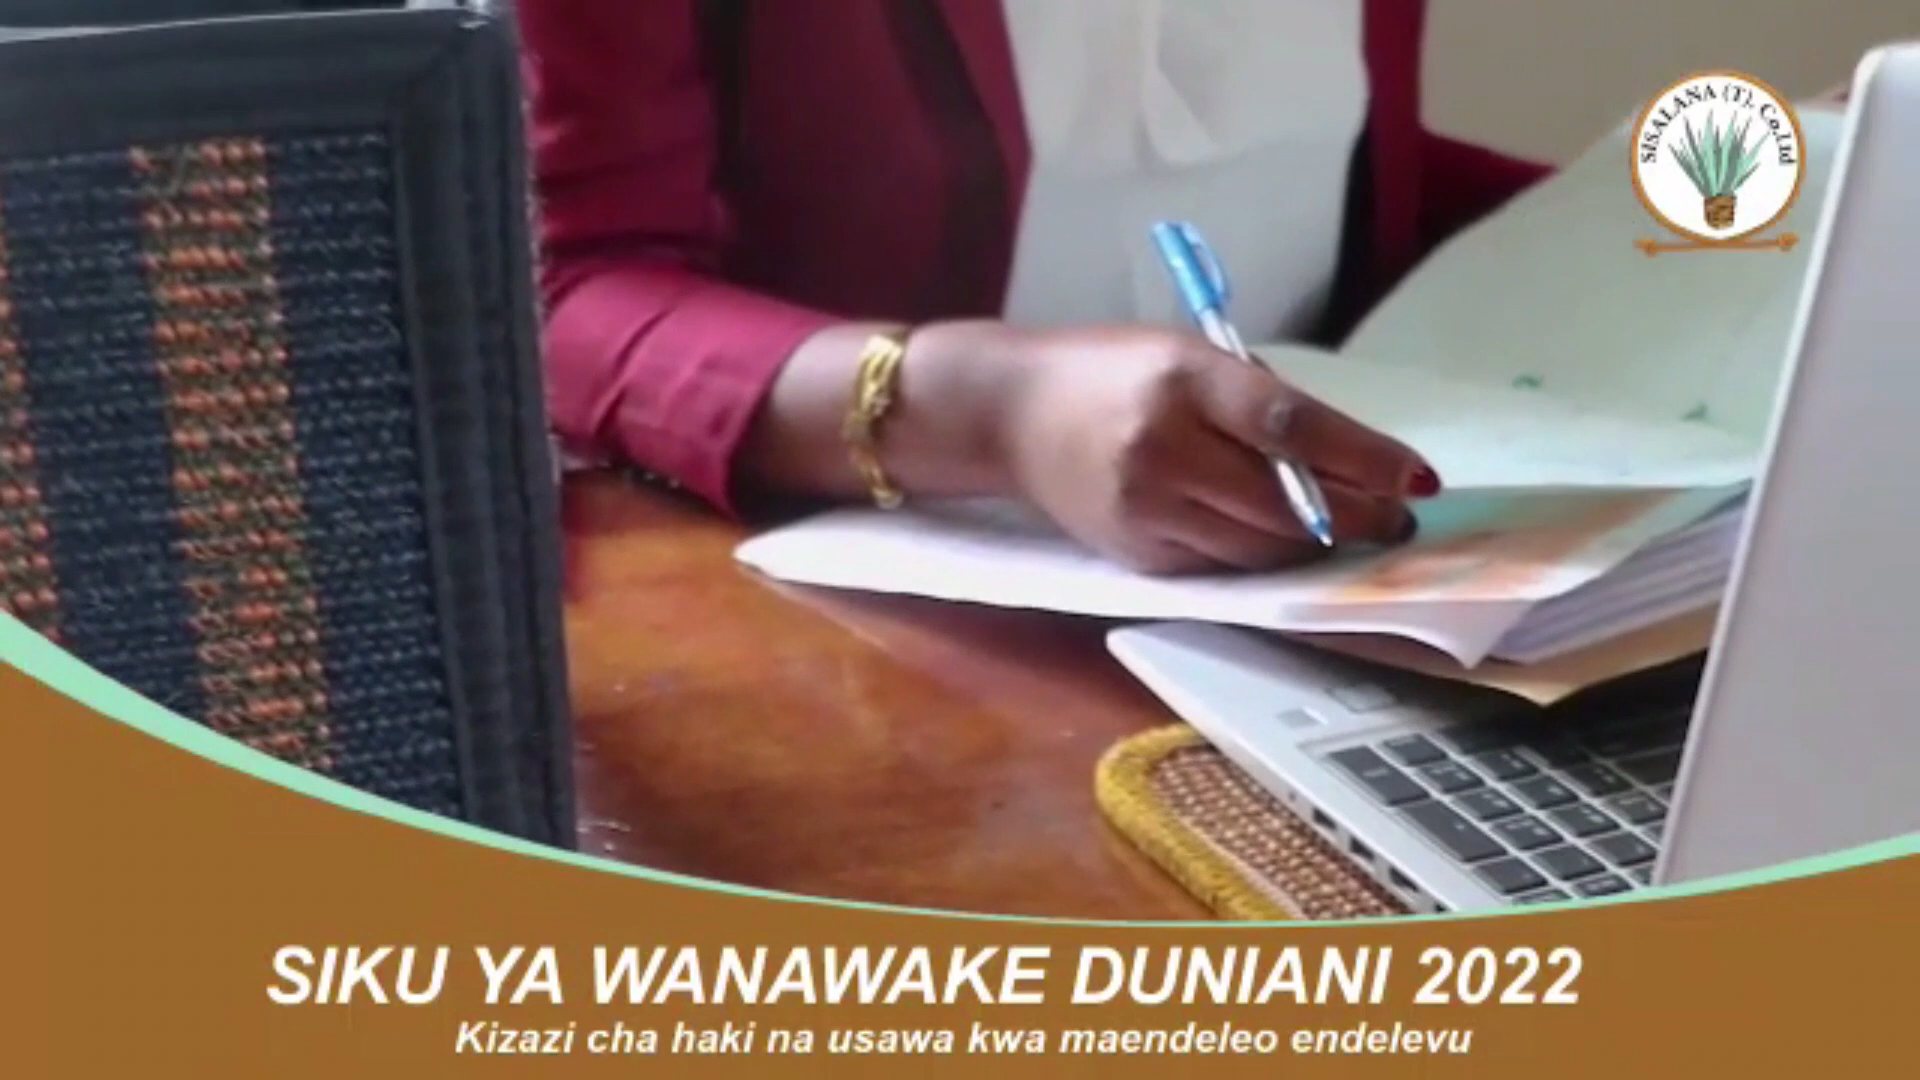 SISALANA (T). Co.Ltd
SIKU YA WANAWAKE DUNIANI 2022
Kizazi cha haki na usawa kwa maendeleo endelevu